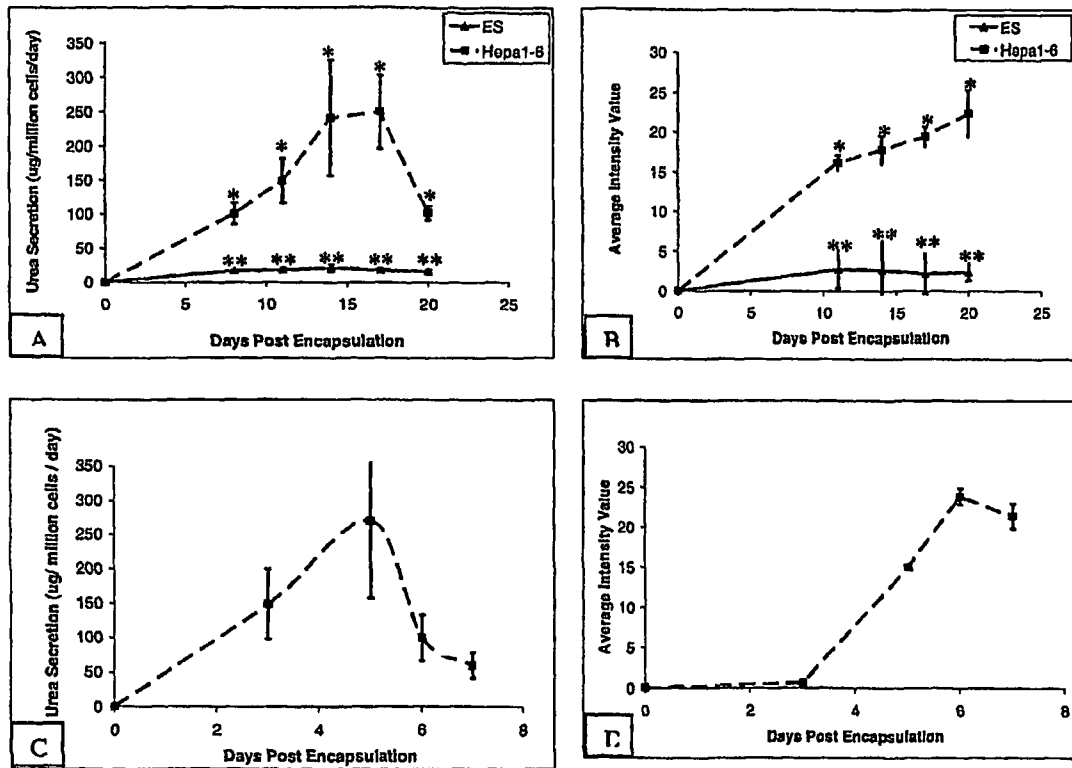 ES
Hepa1-6
Urea Secretion (ug/million cells/day)
350
300
250
200
150
100
50
0
* * * * *
** ** ** ** **
0 5 10 15 20 25
Days Post Encapsulation
A
ES
Hepa1-6
Average Intensity Value
30
25
20
15
10
5
0
* * * *
** ** ** **
0 5 10 15 20 25
Days Post Encapsulation
B
Urea Secretion (ug/ million cells / day)
350
300
250
200
150
100
50
0
0 2 4 6 8
Days Post Encapsulation
C
Average Intensity Value
30
25
20
15
10
5
0
0 2 4 6 8
Days Post Encapsulation
D